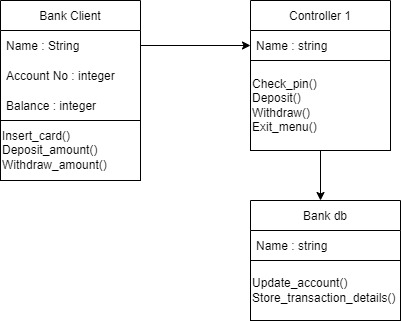 Bank Client
Name : String
Account No : integer
Balance : integer
Insert_card()
Deposit_amount()
Withdraw_amount()
Controller 1
Name : string
Check_pin()
Deposit()
Withdraw()
Exit_menu()
Bank db
Name : string
Update_account()
Store_transaction_details()